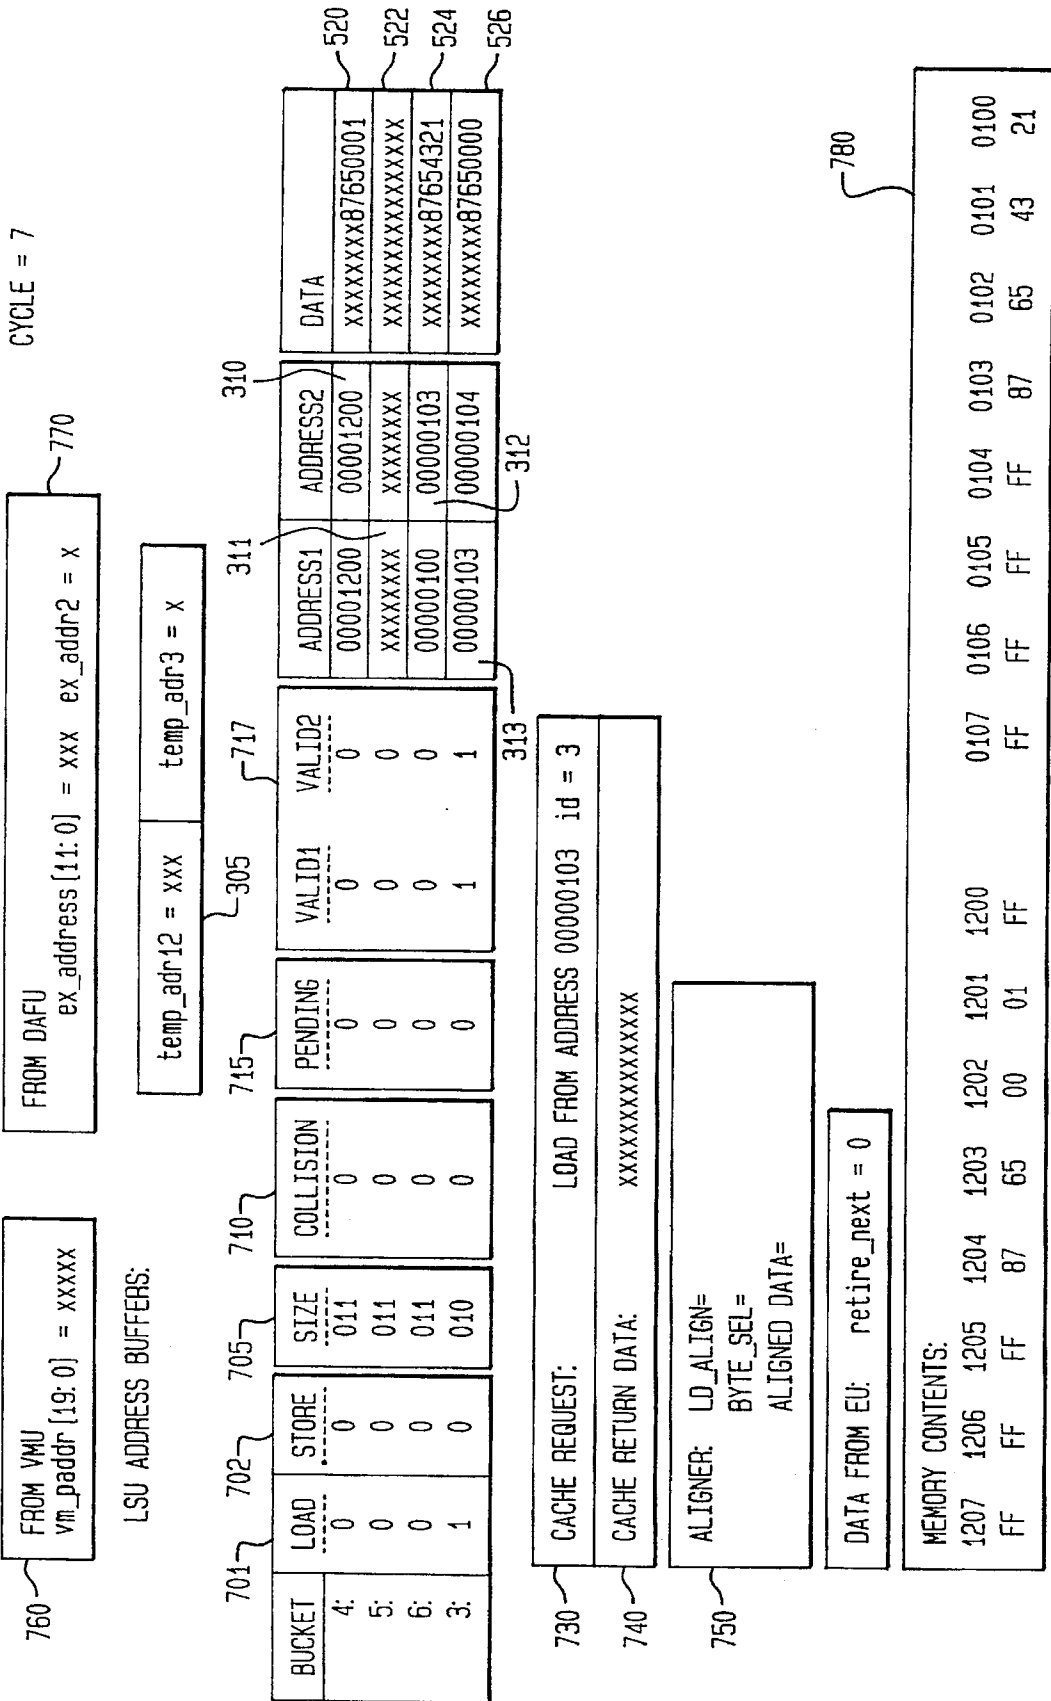 CYCLE = 7
760
FROM VMU
vm_paddr [19:0] = XXXXX
FROM DAFU
ex_address [11:0] = XXX ex_addr2 = X
770
temp_adr12 = XXX temp_adr3 = X
305
LSU ADDRESS BUFFERS:
701 702 705 710 715 717 311 310
BUCKET LOAD STORE SIZE COLLISION PENDING VALID1 VALID2 ADDRESS1 ADDRESS2 DATA
4: 0 0 011 0 0 0 0 00001200 00001200 XXXXXXXX87650001 520
5: 0 0 011 0 0 0 0 XXXXXXXX XXXXXXXX XXXXXXXXXXXXXXXX 522
6: 0 0 011 0 0 0 0 00000100 00000103 XXXXXXXX87654321 524
3: 1 0 010 0 0 1 1 00000103 00000104 XXXXXXXX87650000 526
313 312
730 CACHE REQUEST: LOAD FROM ADDRESS 00000103 id = 3
740 CACHE RETURN DATA: XXXXXXXXXXXXXXXX
750
ALIGNER: LD_ALIGN=
BYTE_SEL=
ALIGNED DATA=
DATA FROM EU: retire_next = 0
780
MEMORY CONTENTS:
1207 1206 1205 1204 1203 1202 1201 1200 0107 0106 0105 0104 0103 0102 0101 0100
FF FF FF 87 65 00 01 FF FF FF FF FF 87 65 43 21